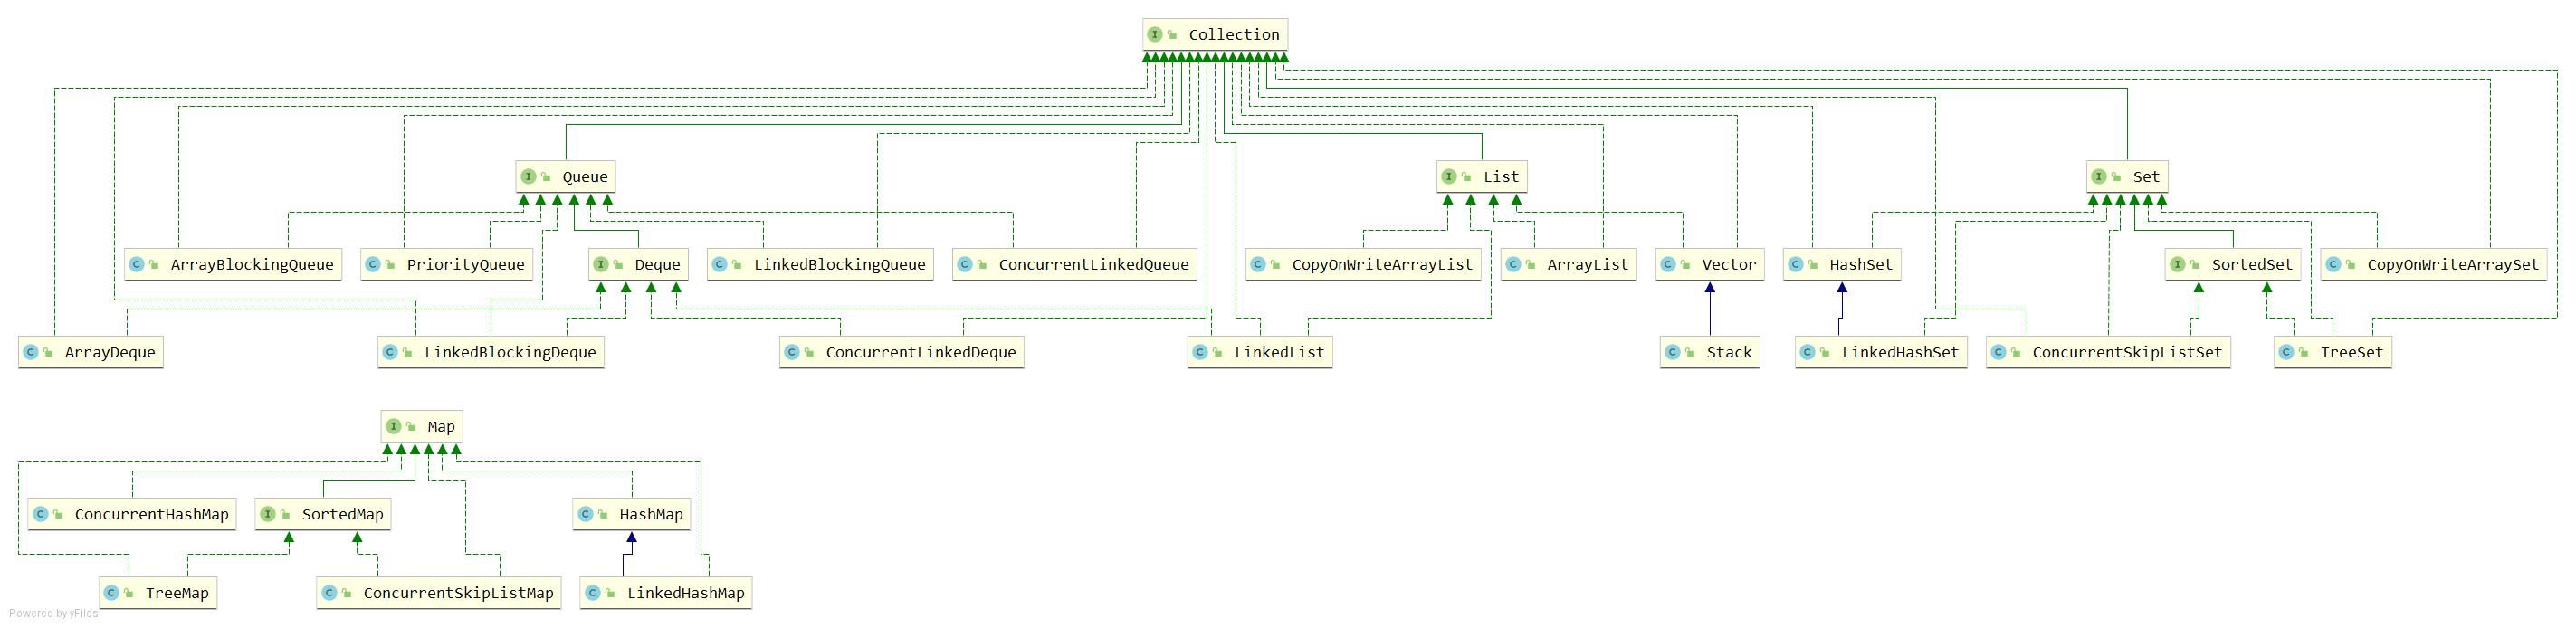 Collection
Queue
List
Set
ArrayBlockingQueue
PriorityQueue
Deque
LinkedBlockingQueue
ConcurrentLinkedQueue
CopyOnWriteArrayList
ArrayList
Vector
HashSet
SortedSet
CopyOnWriteArraySet
ArrayDeque
LinkedBlockingDeque
ConcurrentLinkedDeque
LinkedList
Stack
LinkedHashSet
ConcurrentSkipListSet
TreeSet
Map
ConcurrentHashMap
SortedMap
HashMap
TreeMap
ConcurrentSkipListMap
LinkedHashMap
Powered by yFiles